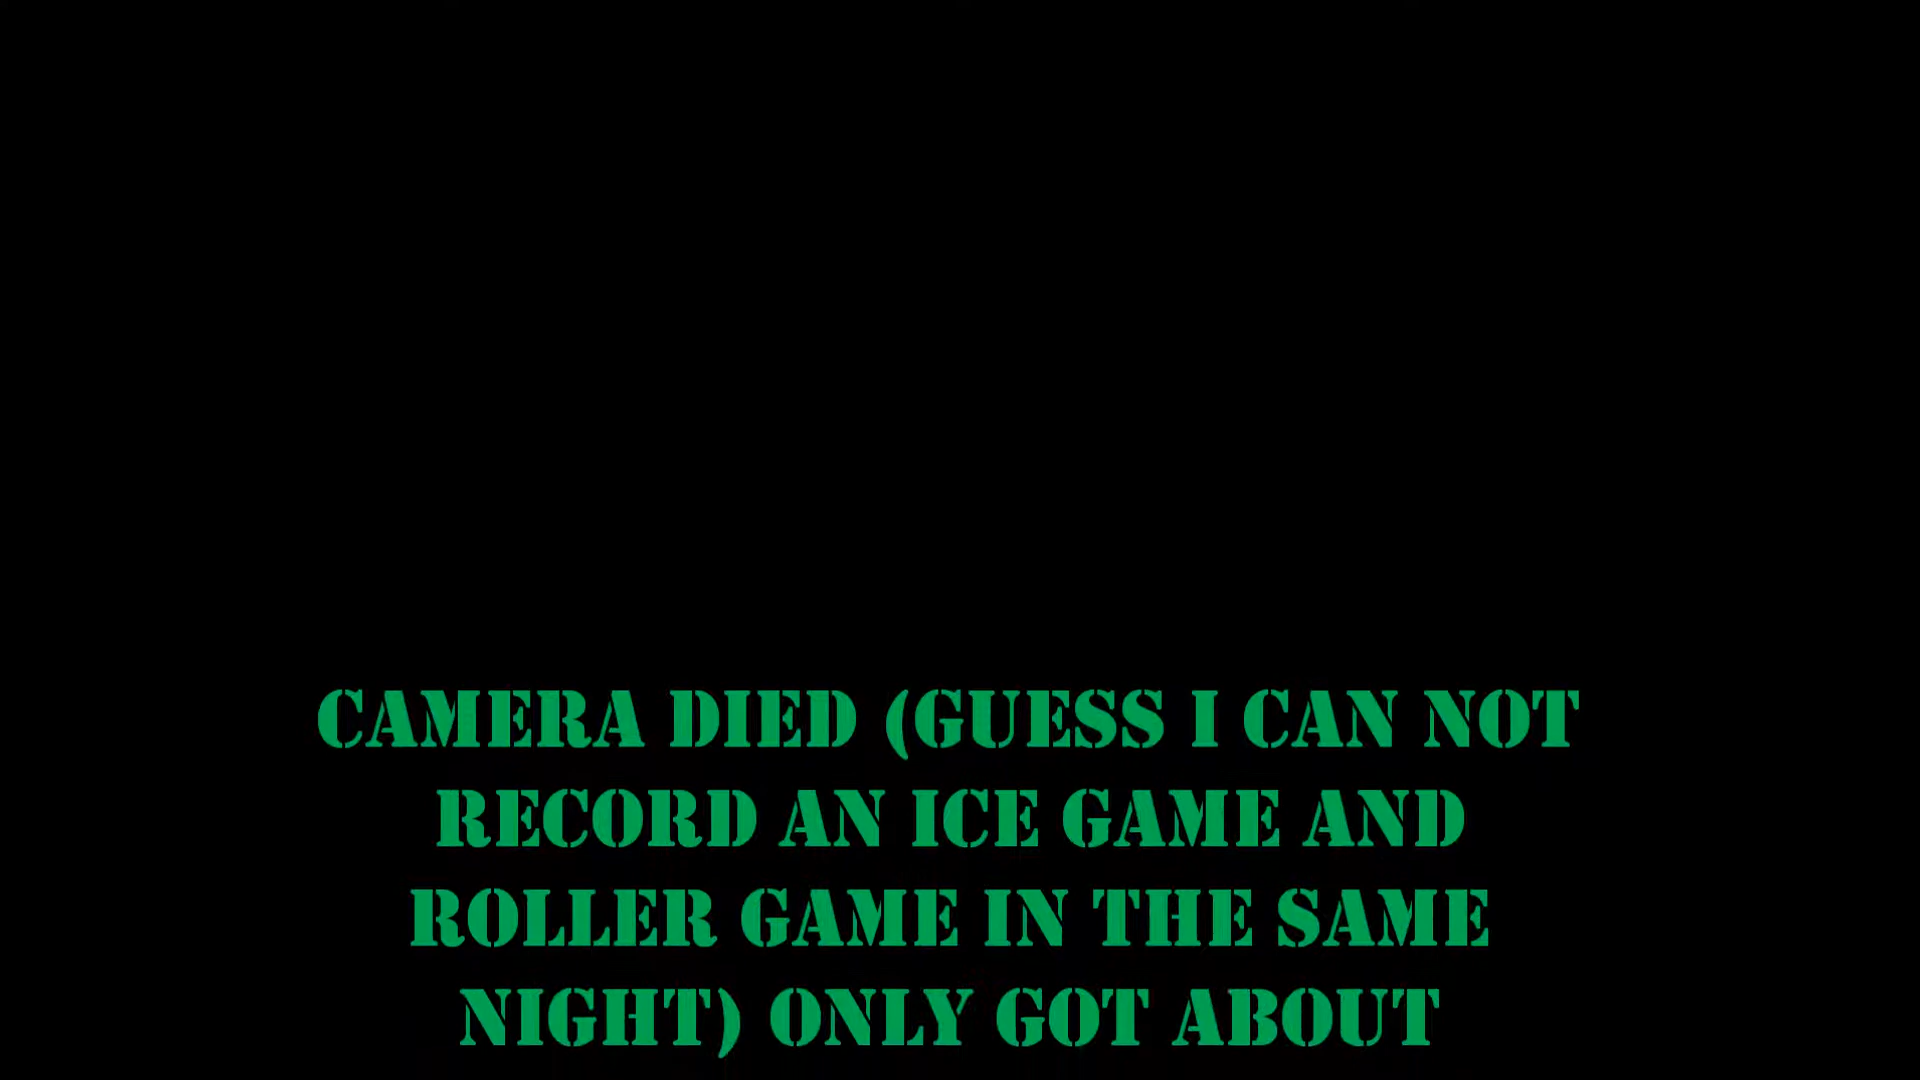 CAMERA DIED (GUESS I CAN NOT
RECORD AN ICE GAME AND
ROLLER GAME IN THE SAME
NIGHT) ONLY GOT ABOUT